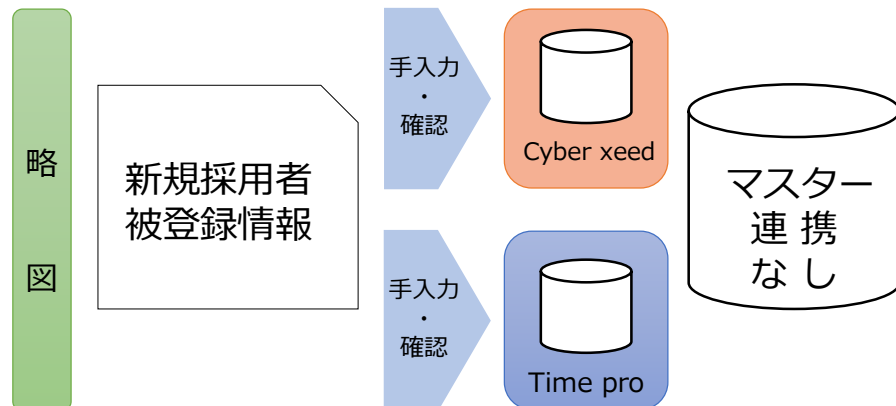 略
図
新規採用者
被登録情報
手入力
・
確認
Cyber xeed
手入力
・
確認
Time pro
マスター
連 携
な し